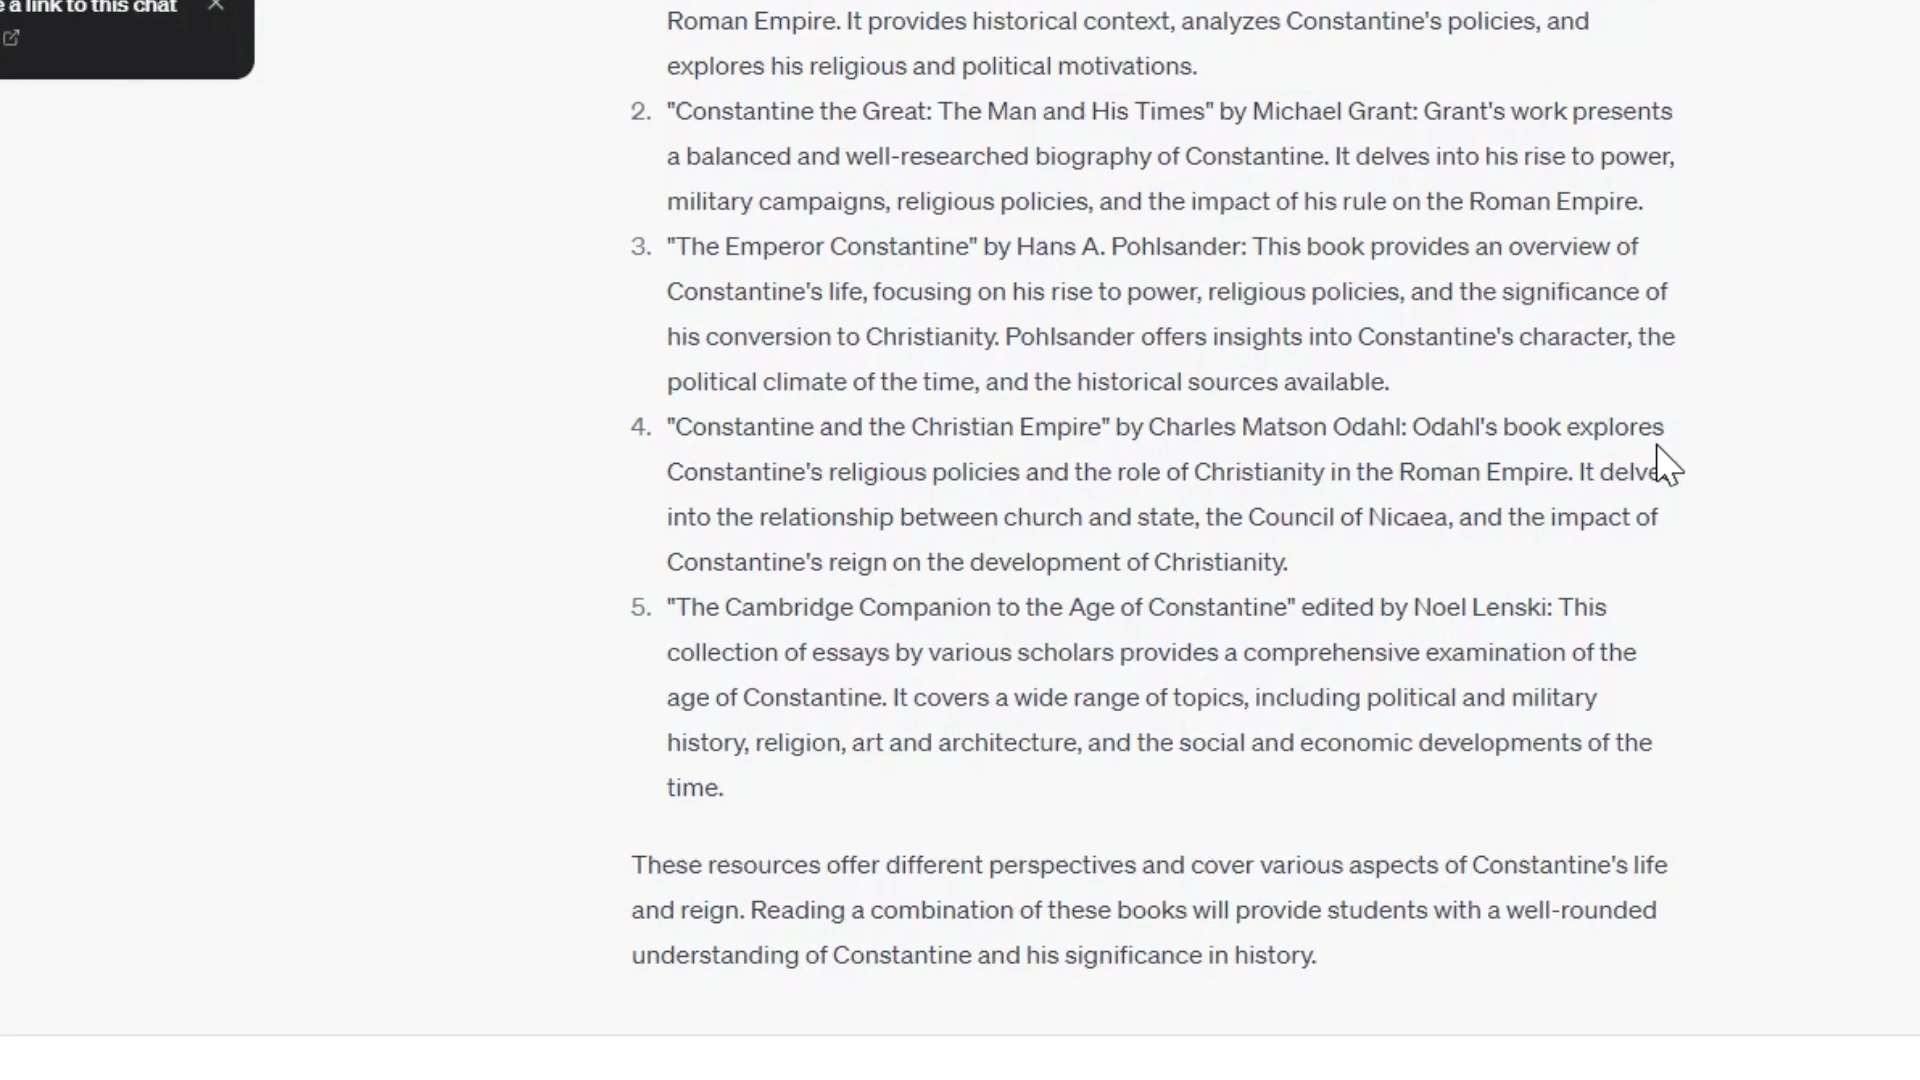 e a link to this chat
Roman Empire. It provides historical context, analyzes Constantine's policies, and
explores his religious and political motivations.
2. "Constantine the Great: The Man and His Times" by Michael Grant: Grant's work presents
a balanced and well-researched biography of Constantine. It delves into his rise to power,
military campaigns, religious policies, and the impact of his rule on the Roman Empire.
3. "The Emperor Constantine" by Hans A. Pohlsander: This book provides an overview of
Constantine's life, focusing on his rise to power, religious policies, and the significance of
his conversion to Christianity. Pohlsander offers insights into Constantine's character, the
political climate of the time, and the historical sources available.
4. "Constantine and the Christian Empire" by Charles Matson Odahl: Odahl's book explores
Constantine's religious policies and the role of Christianity in the Roman Empire. It delve
into the relationship between church and state, the Council of Nicaea, and the impact of
Constantine's reign on the development of Christianity.
5. "The Cambridge Companion to the Age of Constantine" edited by Noel Lenski: This
collection of essays by various scholars provides a comprehensive examination of the
age of Constantine. It covers a wide range of topics, including political and military
history, religion, art and architecture, and the social and economic developments of the
time.
These resources offer different perspectives and cover various aspects of Constantine's life
and reign. Reading a combination of these books will provide students with a well-rounded
understanding of Constantine and his significance in history.